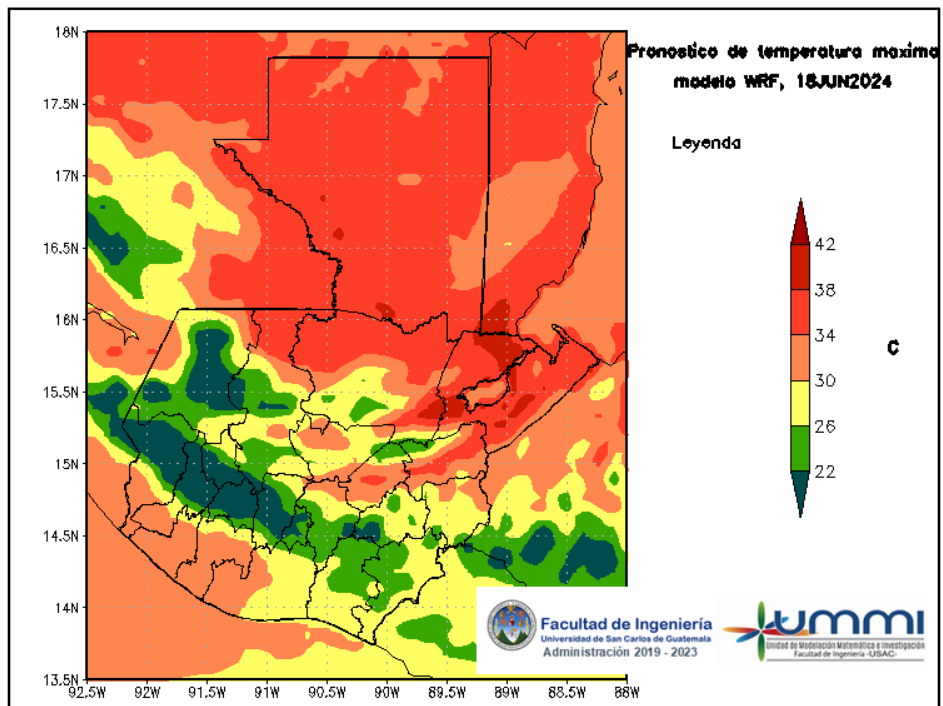 Pronostico de temperatura maxima
modelo WRF, 18JUN2024
Leyenda
42
38
34
30
26
22
C
18N
17.5N
17N
16.5N
16N
15.5N
15N
14.5N
14N
13.5N
92.5W 92W 91.5W 91W 90.5W 90W 89.5W 89W 88.5W 88W
Facultad de Ingeniería
Universidad de San Carlos de Guatemala
Administración 2019 - 2023
ummi
Unidad de Modelación Matemática e Investigación
Facultad de Ingeniería -USAC-